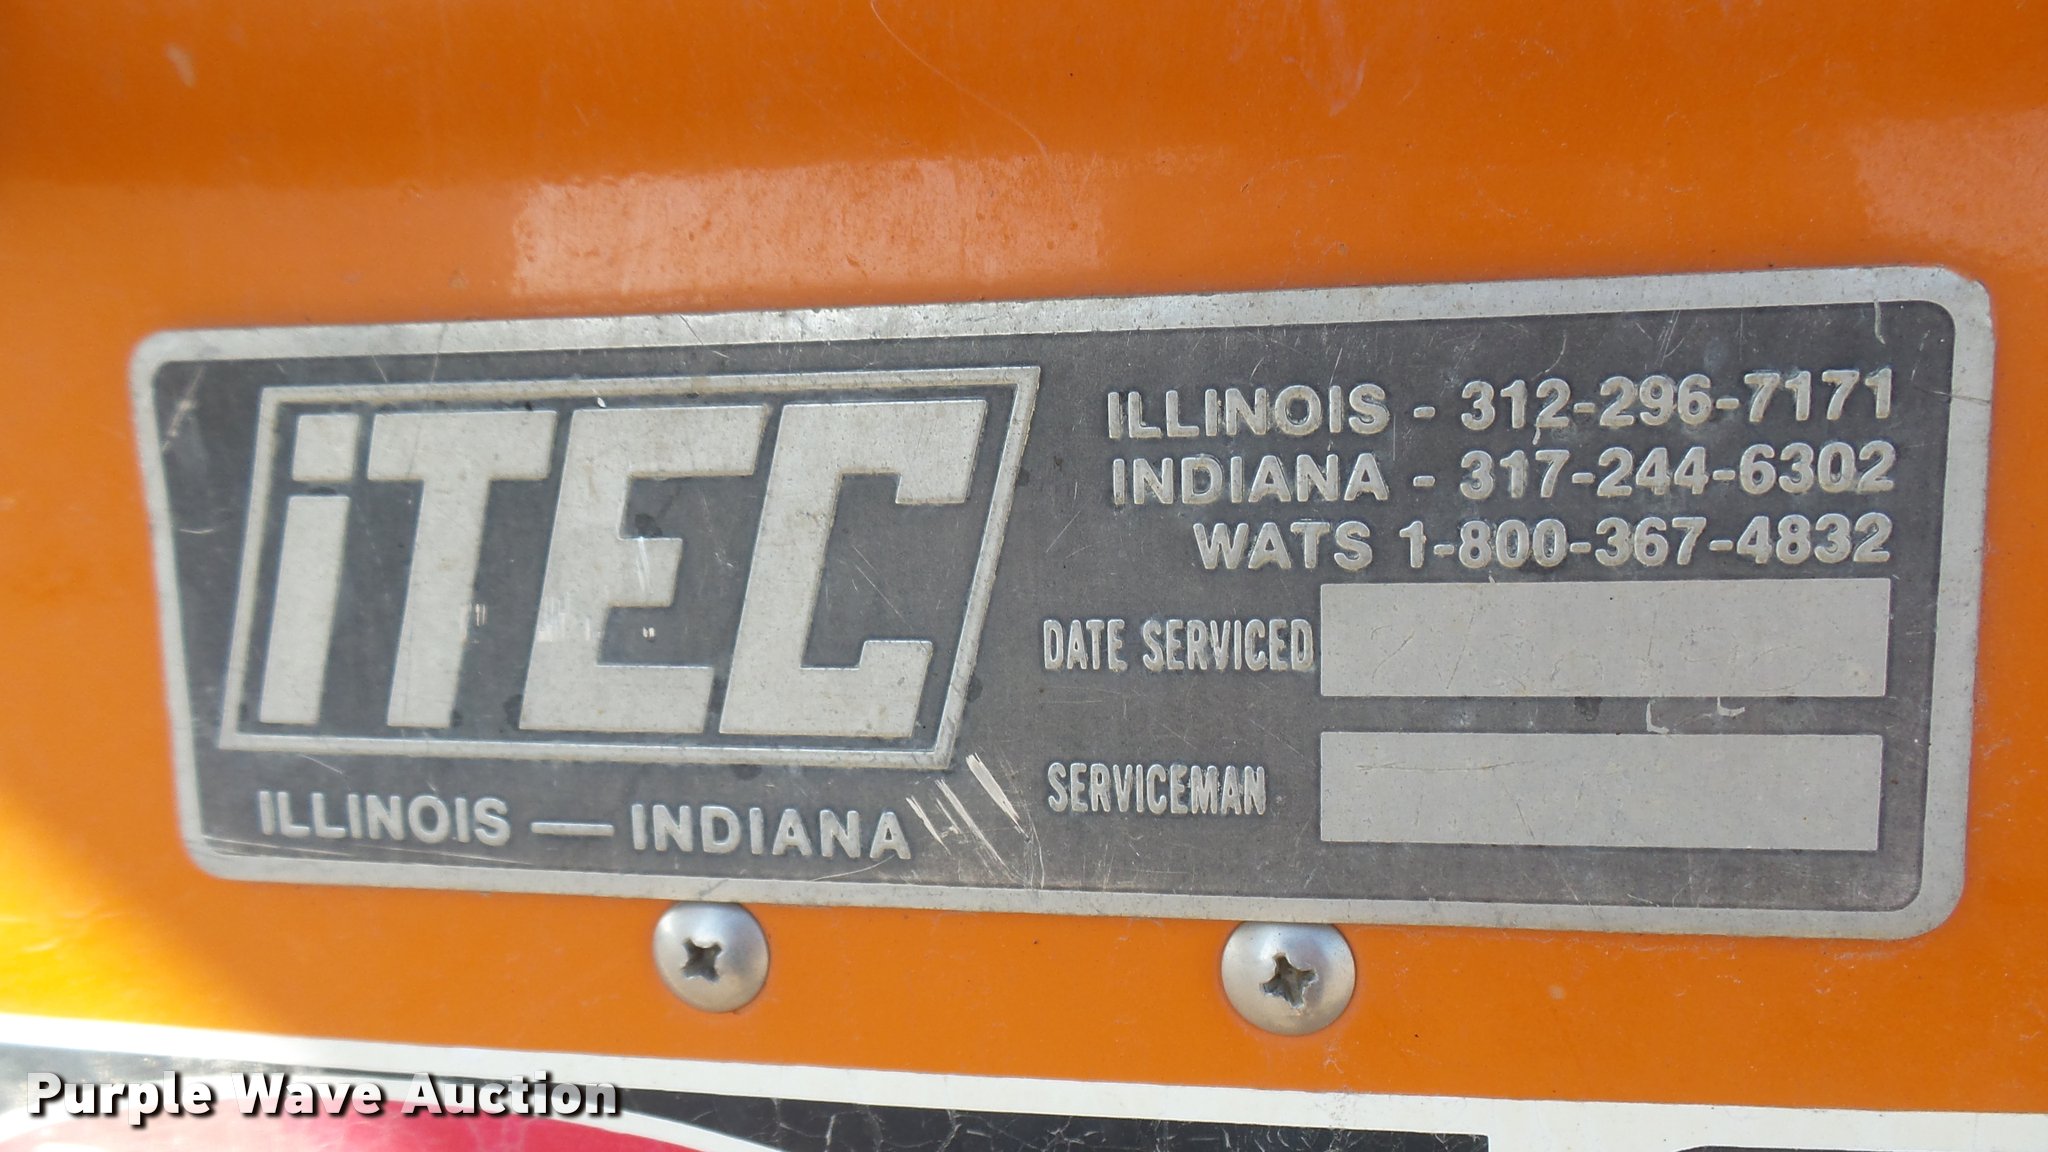 iTEC
ILLINOIS — INDIANA
ILLINOIS - 312-296-7171
INDIANA - 317-244-6302
WATS 1-800-367-4832
DATE SERVICED
SERVICEMAN
Purple Wave Auction